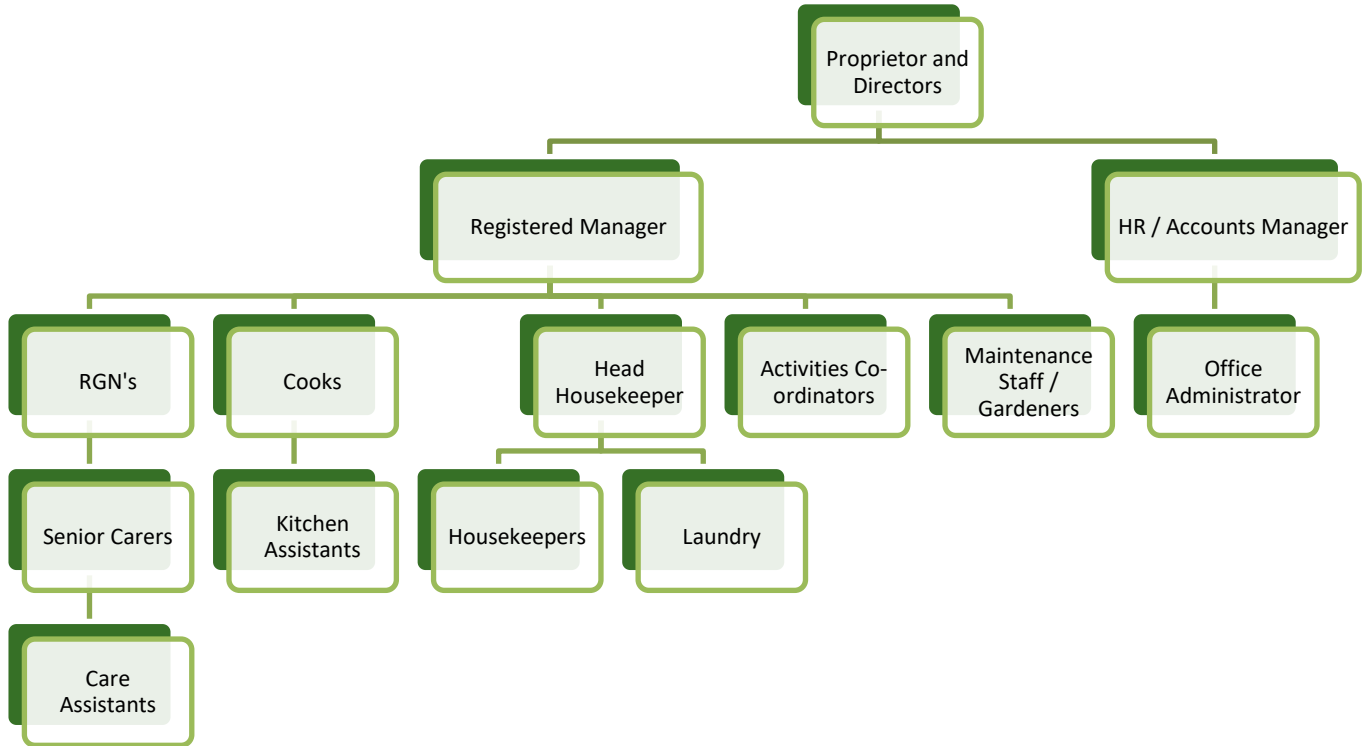 Proprietor and
Directors
Registered Manager
HR / Accounts Manager
RGN's
Cooks
Head
Housekeeper
Activities Co-
ordinators
Maintenance
Staff /
Gardeners
Office
Administrator
Senior Carers
Kitchen
Assistants
Housekeepers
Laundry
Care
Assistants